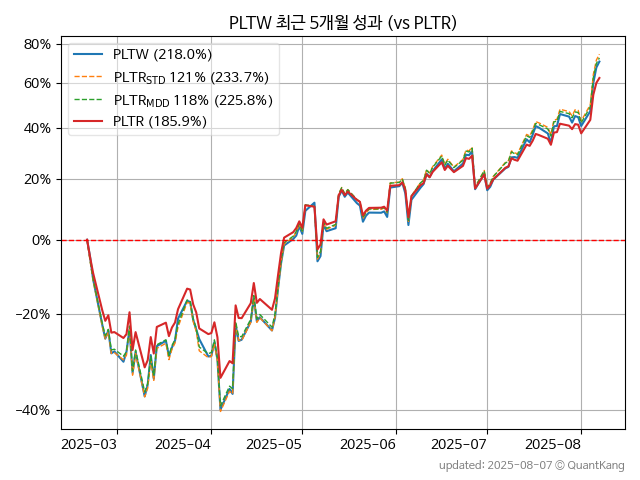 PLTW 최근 5개월 성과 (vs PLTR)
PLTW (218.0%)
PLTRSTD 121% (233.7%)
PLTRMDD 118% (225.8%)
PLTR (185.9%)
80%
60%
40%
20%
0%
−20%
−40%
2025-03 2025-04 2025-05 2025-06 2025-07 2025-08
updated: 2025-08-07 © QuantKang